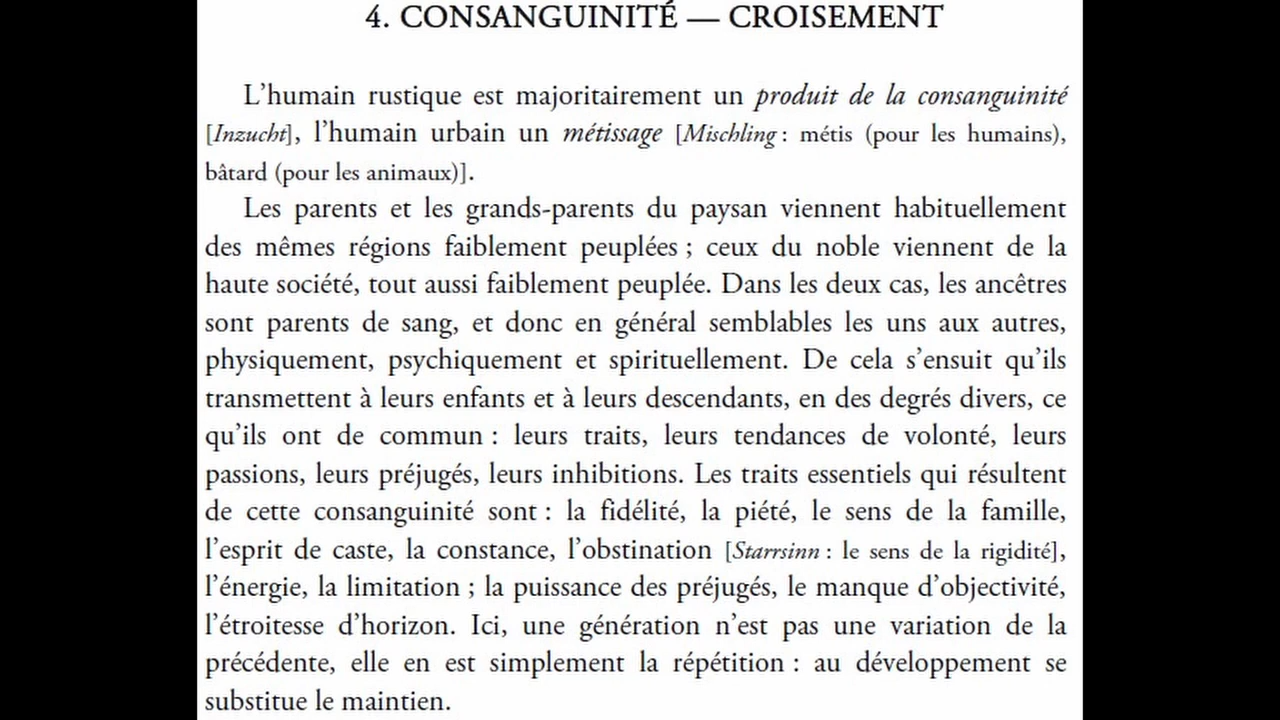 4. CONSANGUINITÉ — CROISEMENT
L’humain rustique est majoritairement un produit de la consanguinité
[Inzucht], l’humain urbain un métissage [Mischling : métis (pour les humains),
bâtard (pour les animaux)].
Les parents et les grands-parents du paysan viennent habituellement
des mêmes régions faiblement peuplées ; ceux du noble viennent de la
haute société, tout aussi faiblement peuplée. Dans les deux cas, les ancêtres
sont parents de sang, et donc en général semblables les uns aux autres,
physiquement, psychiquement et spirituellement. De cela s’ensuit qu’ils
transmettent à leurs enfants et à leurs descendants, en des degrés divers, ce
qu’ils ont de commun : leurs traits, leurs tendances de volonté, leurs
passions, leurs préjugés, leurs inhibitions. Les traits essentiels qui résultent
de cette consanguinité sont : la fidélité, la piété, le sens de la famille,
l’esprit de caste, la constance, l’obstination [Starrsinn : le sens de la rigidité],
l’énergie, la limitation ; la puissance des préjugés, le manque d’objectivité,
l’étroitesse d’horizon. Ici, une génération n’est pas une variation de la
précédente, elle en est simplement la répétition : au développement se
substitue le maintien.